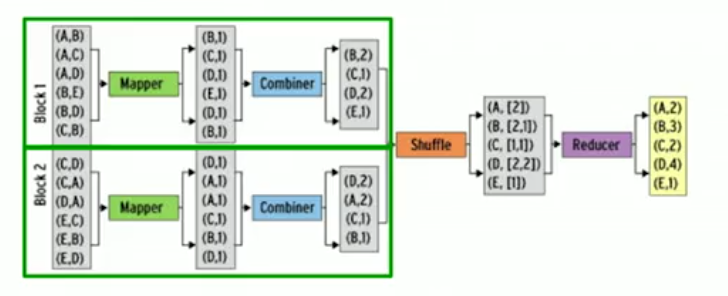 Block 1
(A,B)
(A,C)
(A,D)
(B,E)
(B,D)
(C,B)
Mapper
(B,1)
(C,1)
(D,1)
(E,1)
(D,1)
(B,1)
Combiner
(B,2)
(C,1)
(D,2)
(E,1)
Block 2
(C,D)
(C,A)
(D,A)
(E,C)
(E,B)
(E,D)
Mapper
(D,1)
(A,1)
(A,1)
(C,1)
(B,1)
(D,1)
Combiner
(D,2)
(A,2)
(C,1)
(B,1)
Shuffle
(A, [2])
(B, [2,1])
(C, [1,1])
(D, [2,2])
(E, [1])
Reducer
(A,2)
(B,3)
(C,2)
(D,4)
(E,1)